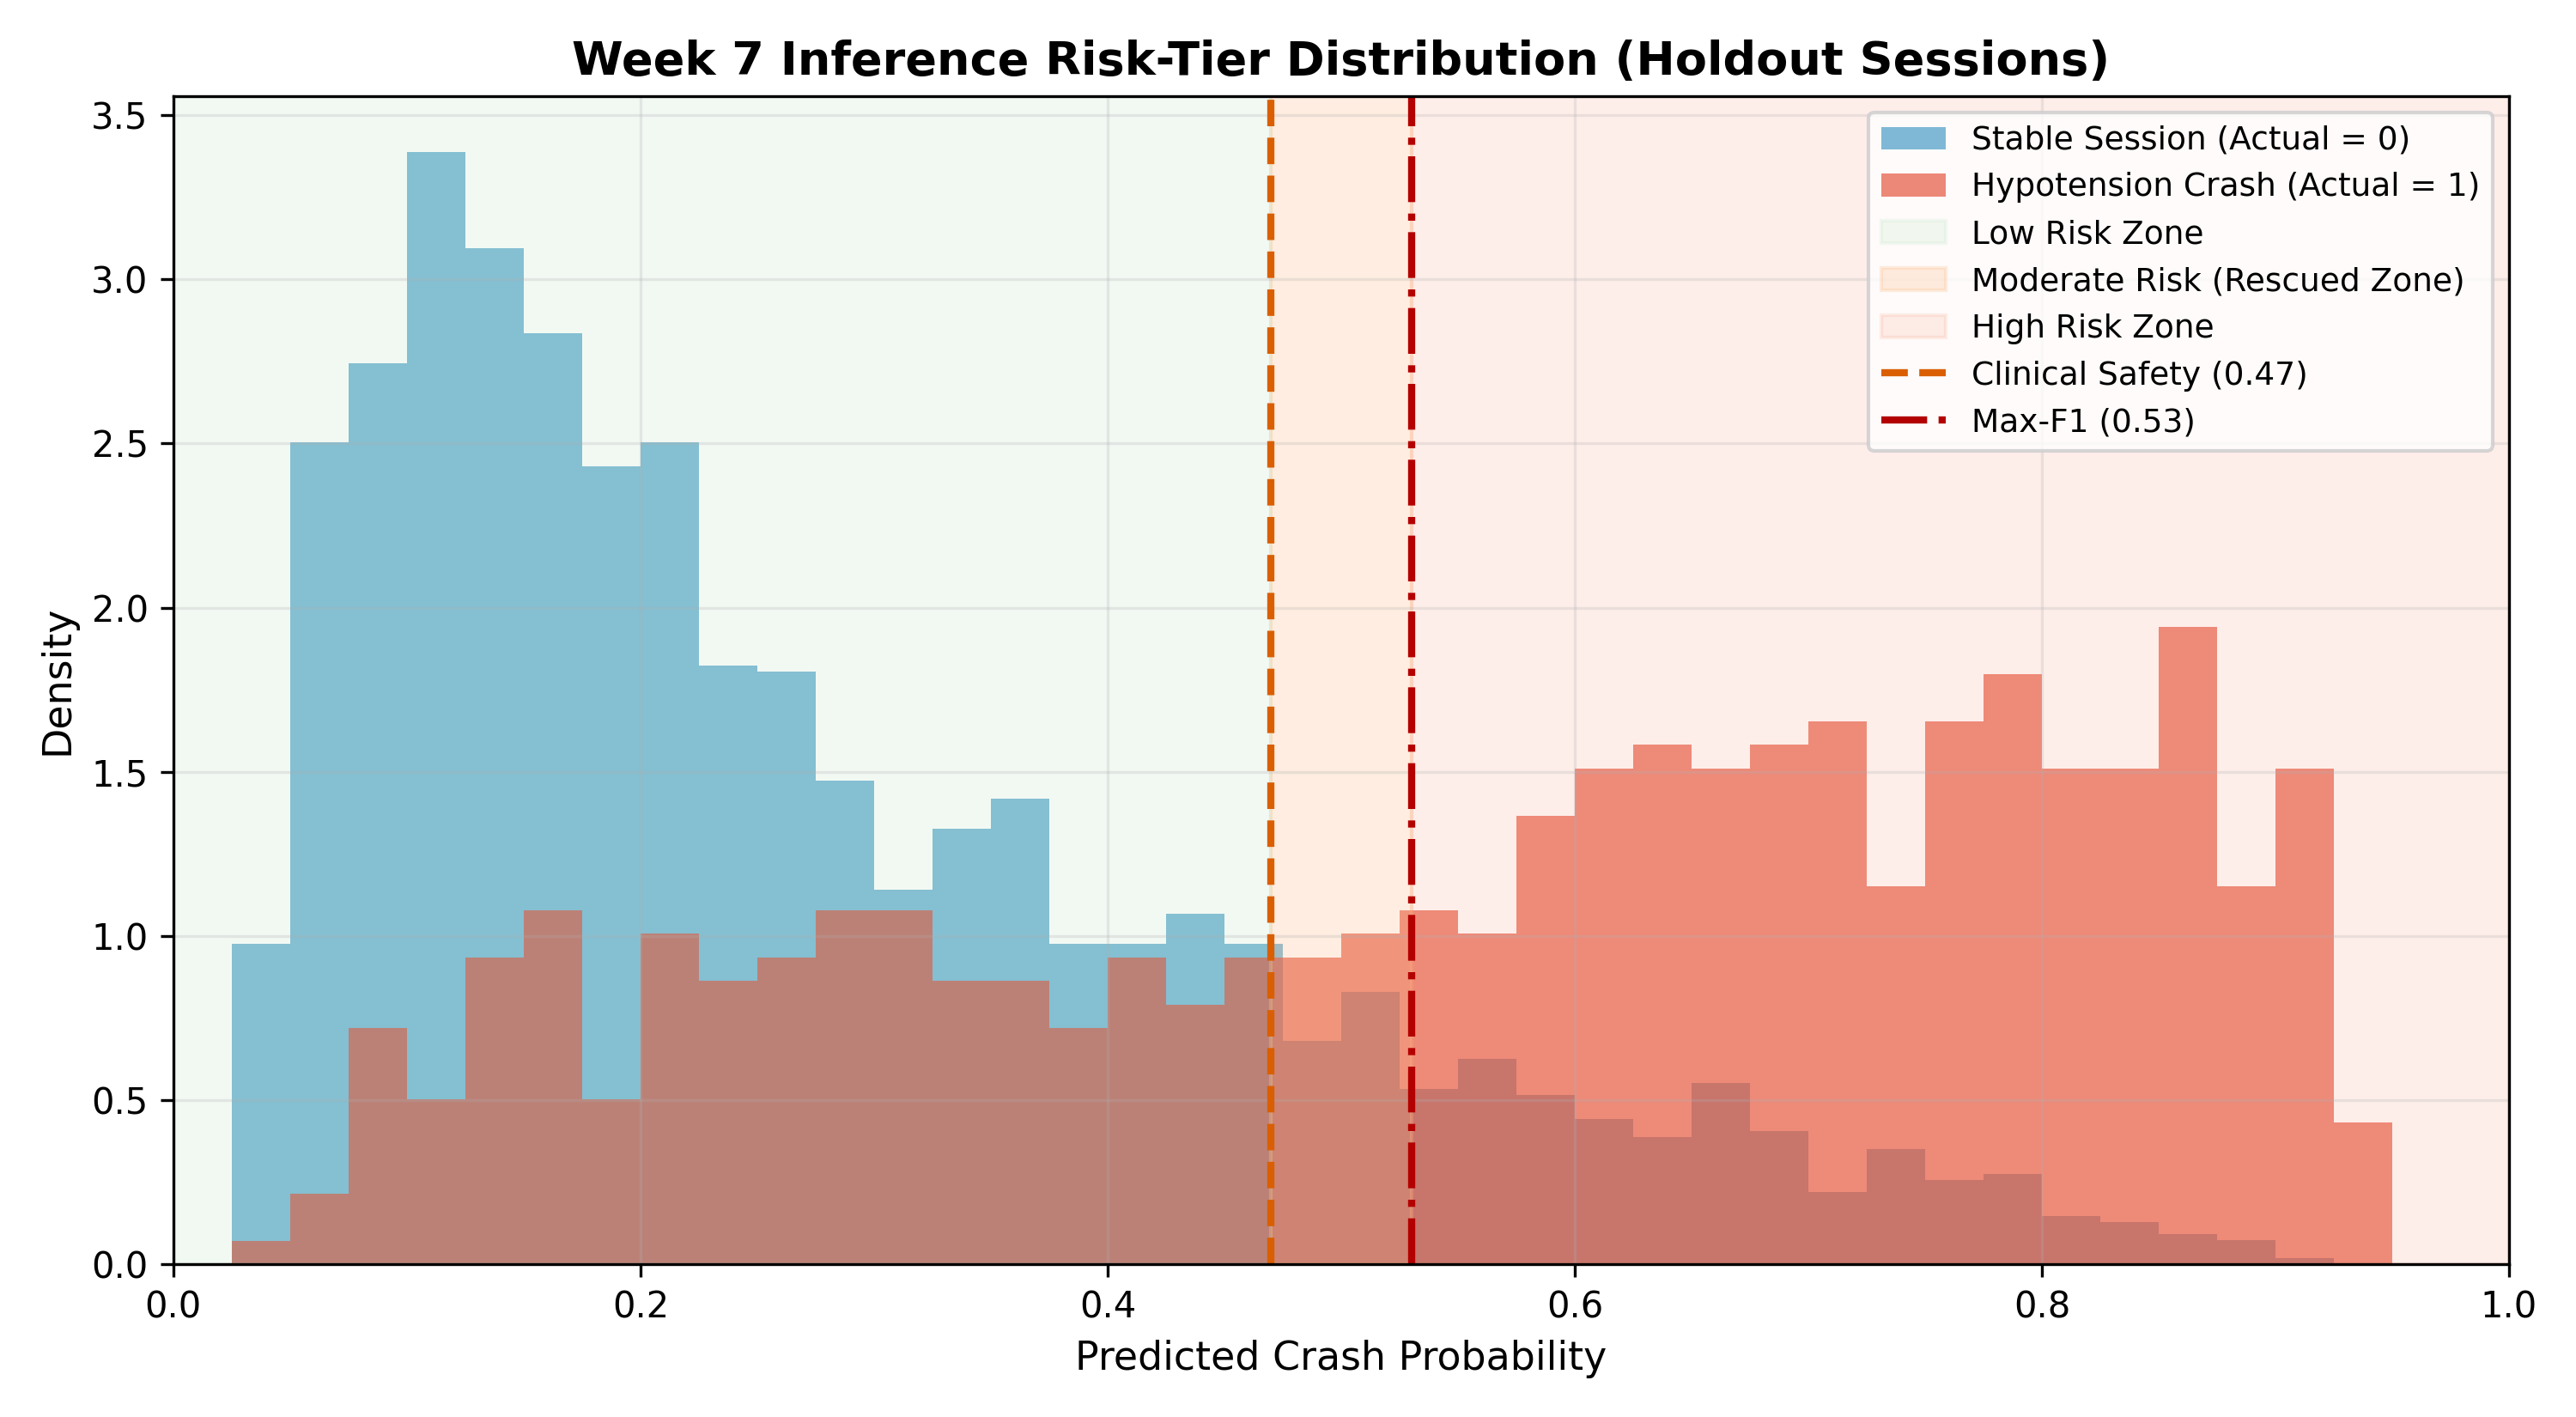 Week 7 Inference Risk-Tier Distribution (Holdout Sessions)
Density
3.5
3.0
2.5
2.0
1.5
1.0
0.5
0.0
Stable Session (Actual = 0)
Hypotension Crash (Actual = 1)
Low Risk Zone
Moderate Risk (Rescued Zone)
High Risk Zone
Clinical Safety (0.47)
Max-F1 (0.53)
0.0 0.2 0.4 0.6 0.8 1.0
Predicted Crash Probability